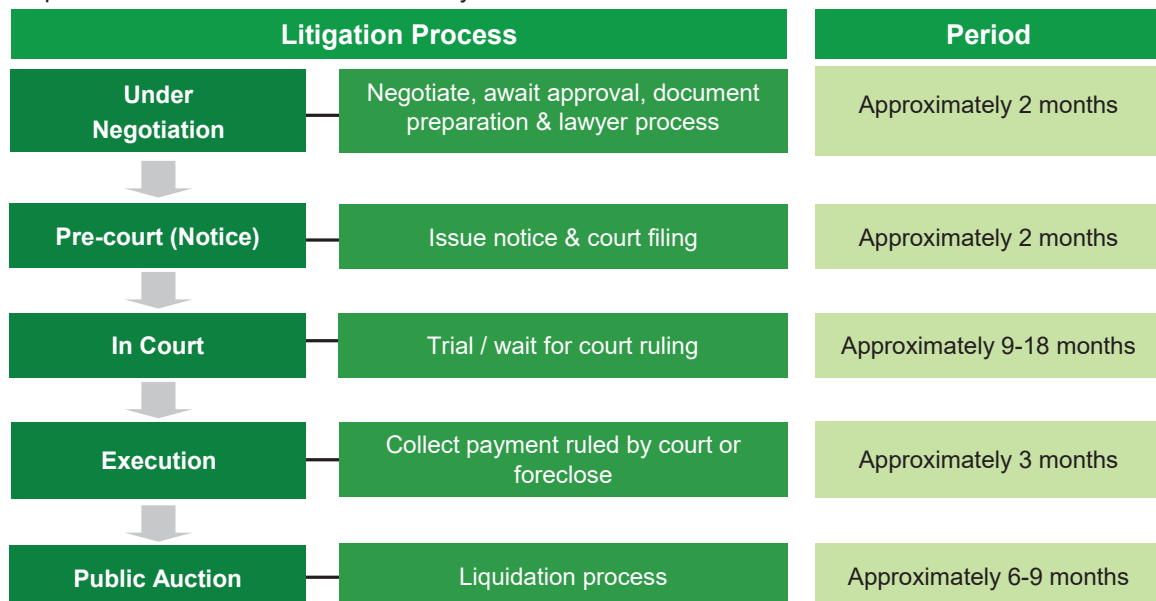 Litigation Process
Period
Under
Negotiation
Negotiate, await approval, document
preparation & lawyer process
Approximately 2 months
Pre-court (Notice)
Issue notice & court filing
Approximately 2 months
In Court
Trial / wait for court ruling
Approximately 9-18 months
Execution
Collect payment ruled by court or
foreclose
Approximately 3 months
Public Auction
Liquidation process
Approximately 6-9 months